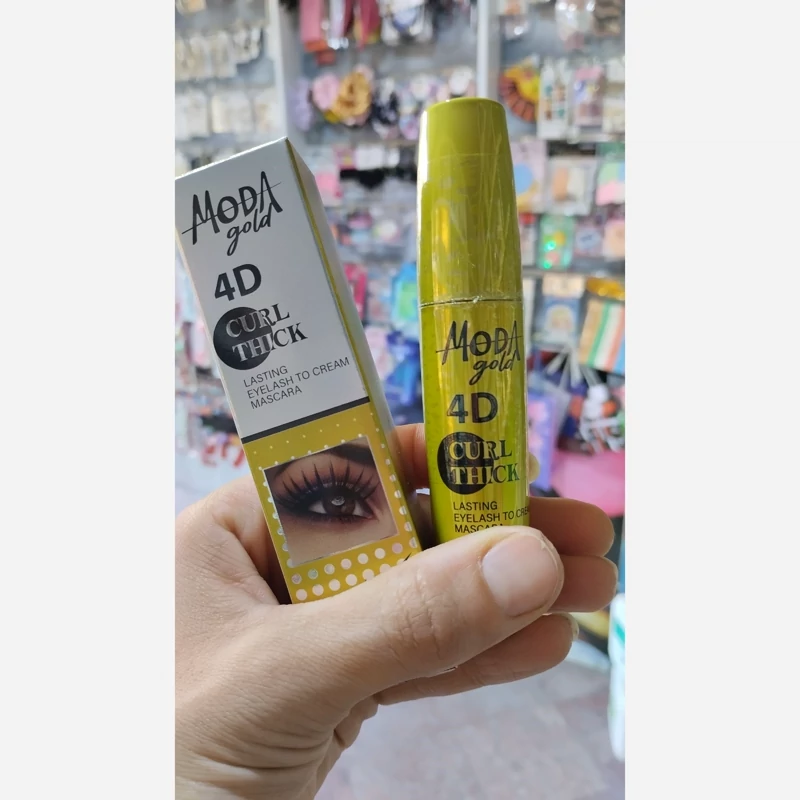 MODA
gold
4D
CURL
THICK
LASTING
EYELASH TO CREAM
MASCARA
MODA
gold
4D
CURL
THICK
LASTING
EYELASH TO CREA
MASCARA